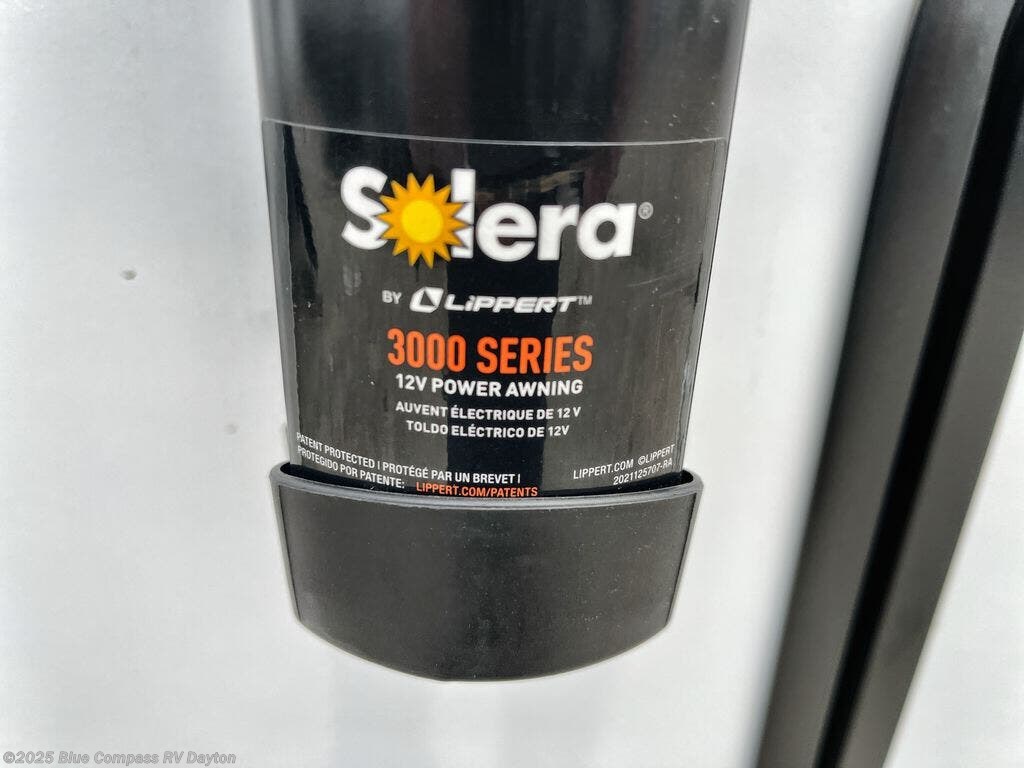 Solera®
BY LiPPERT™
3000 SERIES
12V POWER AWNING
AUVENT ÉLECTRIQUE DE 12 V
TOLDO ELÉCTRICO DE 12V
PATENT PROTECTED I PROTÉGÉ PAR UN BREVET I
PROTEGIDO POR PATENTE: LIPPERT.COM/PATENTS
LIPPERT.COM ©LIPPERT
2021125707-RA
©2025 Blue Compass RV Dayton